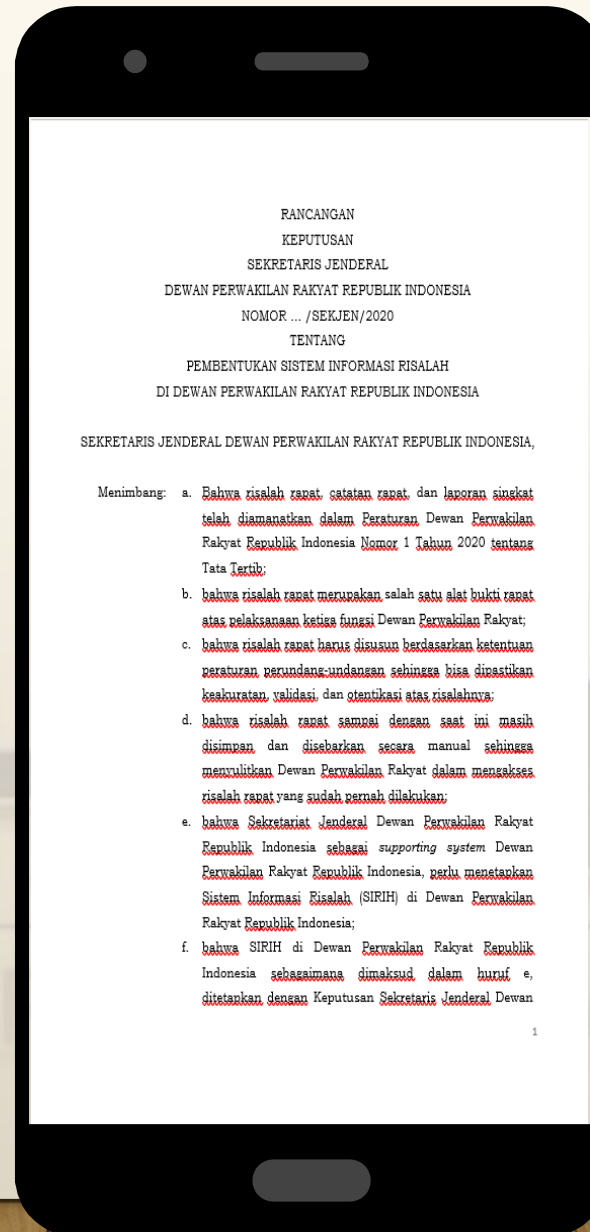 RANCANGAN
KEPUTUSAN
SEKRETARIS JENDERAL
DEWAN PERWAKILAN RAKYAT REPUBLIK INDONESIA
NOMOR ... /SEKJEN/2020
TENTANG
PEMBENTUKAN SISTEM INFORMASI RISALAH
DI DEWAN PERWAKILAN RAKYAT REPUBLIK INDONESIA
SEKRETARIS JENDERAL DEWAN PERWAKILAN RAKYAT REPUBLIK INDONESIA,
Menimbang: a. Bahwa risalah rapat, catatan rapat, dan laporan singkat
telah diamanatkan dalam Peraturan Dewan Perwakilan
Rakyat Republik Indonesia Nomor 1 Tahun 2020 tentang
Tata Tertib;
b. bahwa risalah rapat merupakan salah satu alat bukti rapat
atas pelaksanaan ketiga fungsi Dewan Perwakilan Rakyat;
c. bahwa risalah rapat harus disusun berdasarkan ketentuan
peraturan perundang-undangan sehingga bisa dipastikan
keakuratan, validasi, dan otentikasi atas risalahnya;
d. bahwa risalah rapat sampai dengan saat ini masih
disimpan dan disebarkan secara manual sehingga
menyulitkan Dewan Perwakilan Rakyat dalam mengakses
risalah rapat yang sudah pernah dilakukan;
e. bahwa Sekretariat Jenderal Dewan Perwakilan Rakyat
Republik Indonesia sebagai supporting system Dewan
Perwakilan Rakyat Republik Indonesia, perlu menetapkan
Sistem Informasi Risalah (SIRIH) di Dewan Perwakilan
Rakyat Republik Indonesia;
f. bahwa SIRIH di Dewan Perwakilan Rakyat Republik
Indonesia sebagaimana dimaksud dalam huruf e,
ditetapkan dengan Keputusan Sekretaris Jenderal Dewan
1